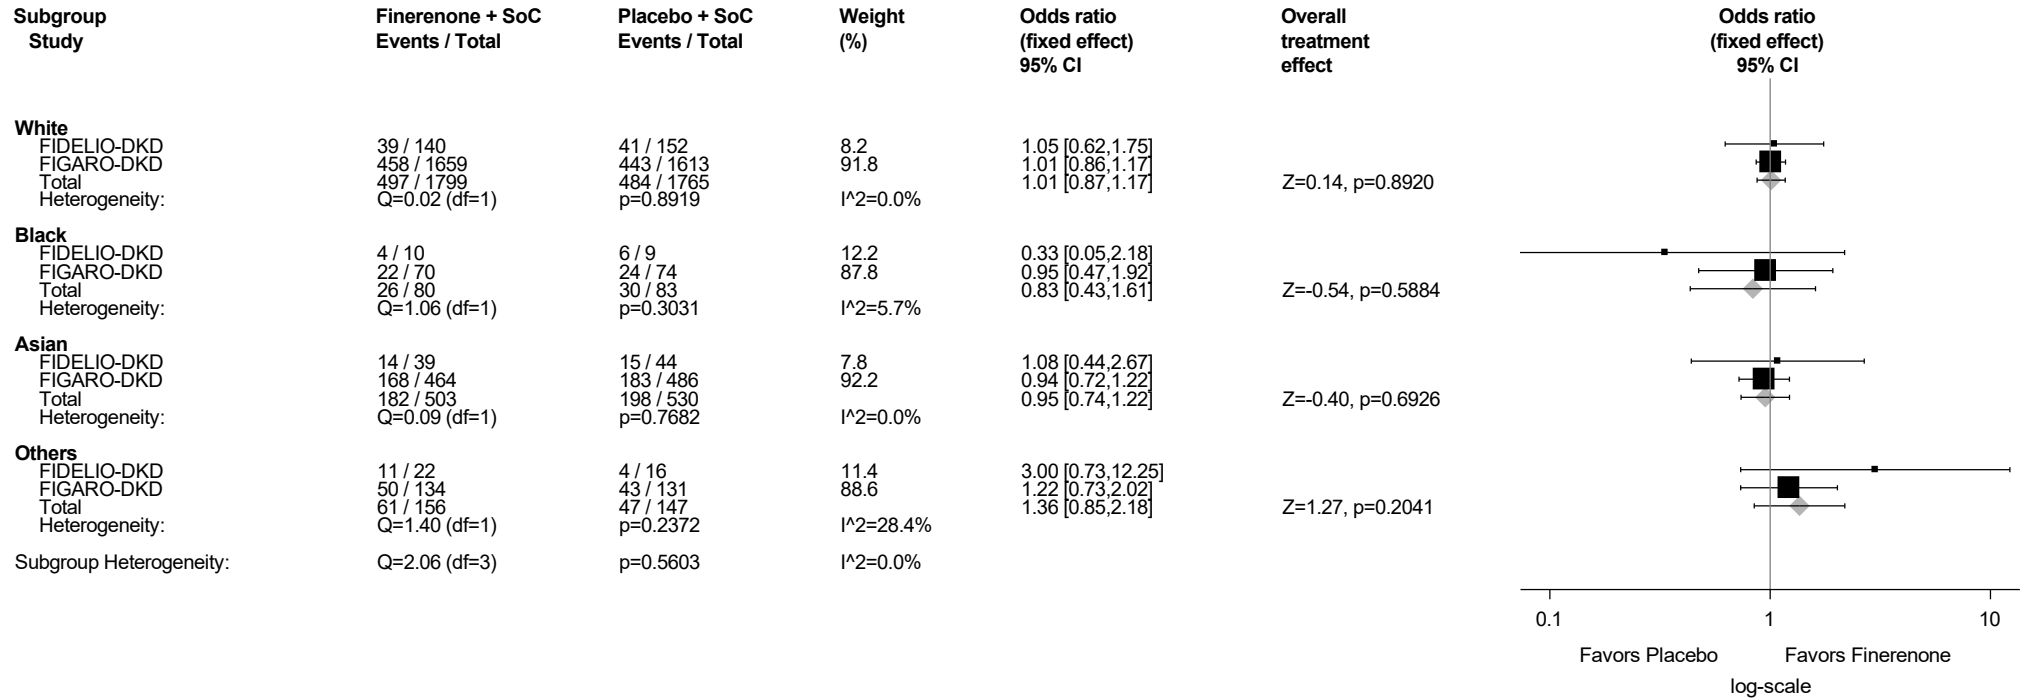 Subgroup Finerenone + SoC Placebo + SoC Weight Odds ratio Overall Odds ratio
Study Events / Total Events / Total (%) (fixed effect) treatment (fixed effect)
95% CI effect 95% CI
White
FIDELIO-DKD 39 / 140 41 / 152 8.2 1.05 [0.62,1.75]
FIGARO-DKD 458 / 1659 443 / 1613 91.8 1.01 [0.86,1.17]
Total 497 / 1799 484 / 1765 1.01 [0.87,1.17] Z=0.14, p=0.8920
Heterogeneity: Q=0.02 (df=1) p=0.8919 I^2=0.0%
Black
FIDELIO-DKD 4 / 10 6 / 9 12.2 0.33 [0.05,2.18]
FIGARO-DKD 22 / 70 24 / 74 87.8 0.95 [0.47,1.92]
Total 26 / 80 30 / 83 0.83 [0.43,1.61] Z=-0.54, p=0.5884
Heterogeneity: Q=1.06 (df=1) p=0.3031 I^2=5.7%
Asian
FIDELIO-DKD 14 / 39 15 / 44 7.8 1.08 [0.44,2.67]
FIGARO-DKD 168 / 464 183 / 486 92.2 0.94 [0.72,1.22]
Total 182 / 503 198 / 530 0.95 [0.74,1.22] Z=-0.40, p=0.6926
Heterogeneity: Q=0.09 (df=1) p=0.7682 I^2=0.0%
Others
FIDELIO-DKD 11 / 22 4 / 16 11.4 3.00 [0.73,12.25]
FIGARO-DKD 50 / 134 43 / 131 88.6 1.22 [0.73,2.02]
Total 61 / 156 47 / 147 1.36 [0.85,2.18] Z=1.27, p=0.2041
Heterogeneity: Q=1.40 (df=1) p=0.2372 I^2=28.4%
Subgroup Heterogeneity: Q=2.06 (df=3) p=0.5603 I^2=0.0%
0.1 1 10
Favors Placebo Favors Finerenone
log-scale